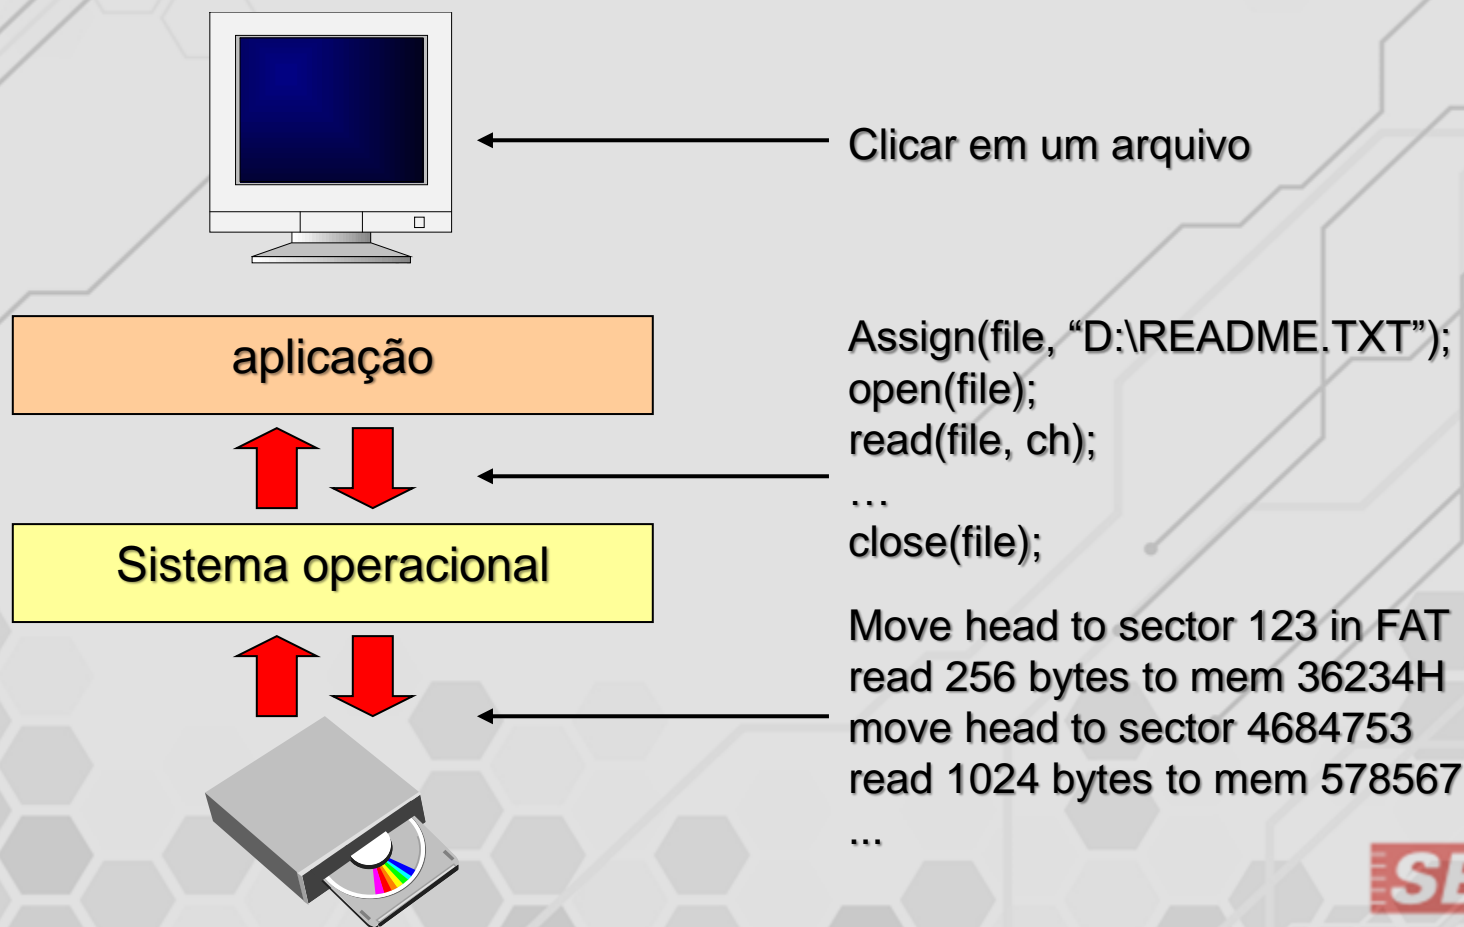 Clicar em um arquivo
aplicação
Assign(file, “D:\README.TXT”);
open(file);
read(file, ch);
…
close(file);
Sistema operacional
Move head to sector 123 in FAT
read 256 bytes to mem 36234H
move head to sector 4684753
read 1024 bytes to mem 578567
...